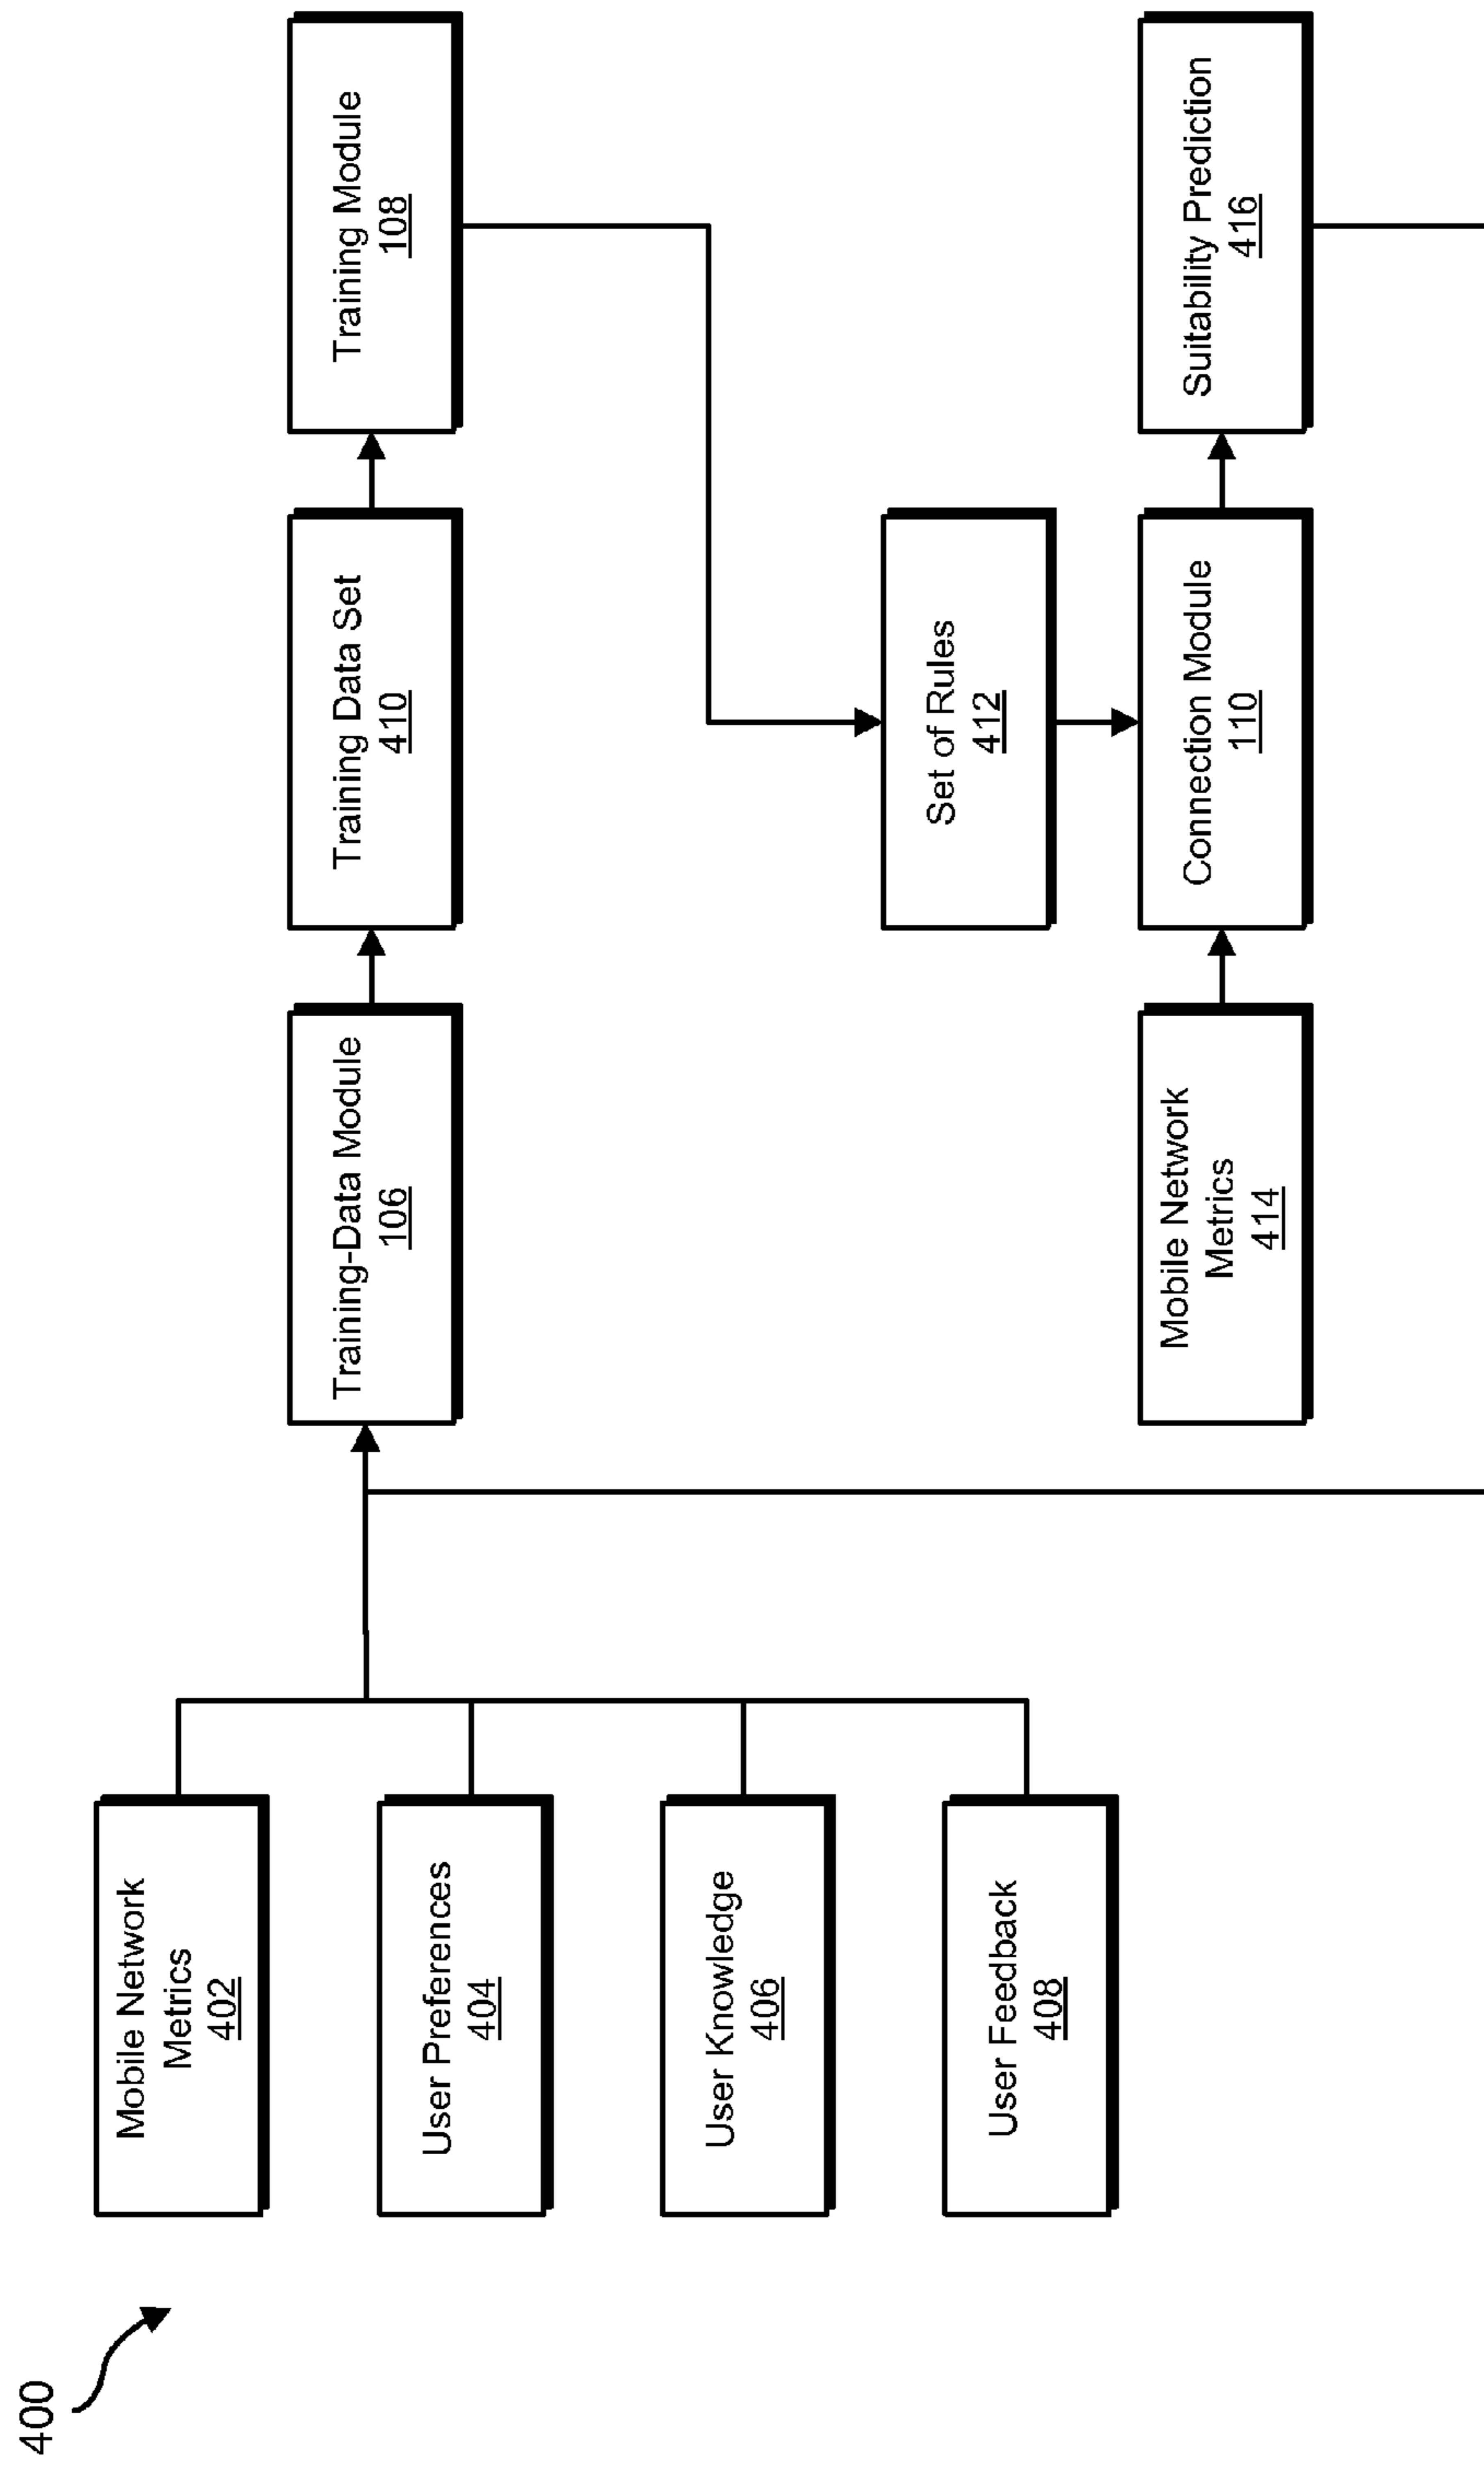 400
Mobile Network
Metrics
402
User Preferences
404
User Knowledge
406
User Feedback
408
Training-Data Module
106
Training Data Set
410
Training Module
108
Set of Rules
412
Mobile Network
Metrics
414
Connection Module
110
Suitability Prediction
416